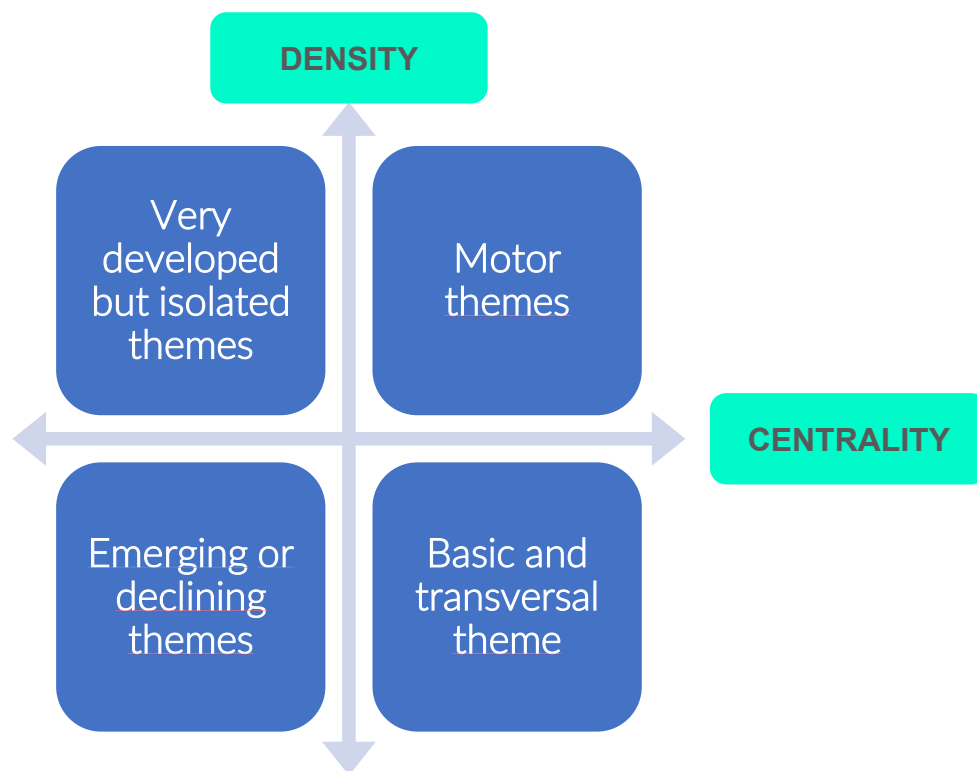 DENSITY
Very
developed
but isolated
themes
Motor
themes
CENTRALITY
Emerging or
declining
themes
Basic and
transversal
theme